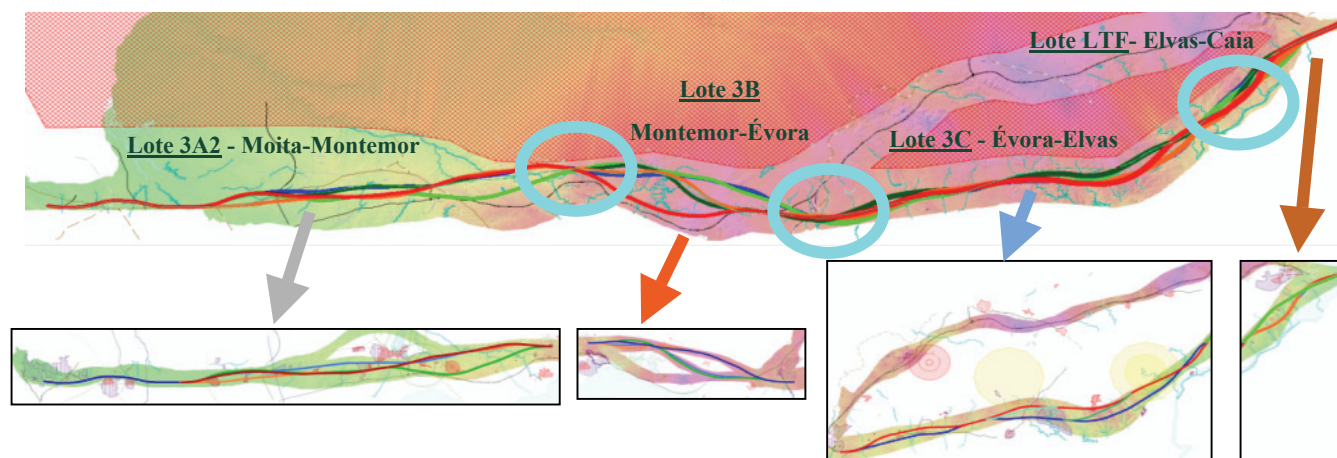 Lote LTF- Elvas-Caia
Lote 3B
Montemor-Évora
Lote 3A2 - Moita-Montemor
Lote 3C - Évora-Elvas